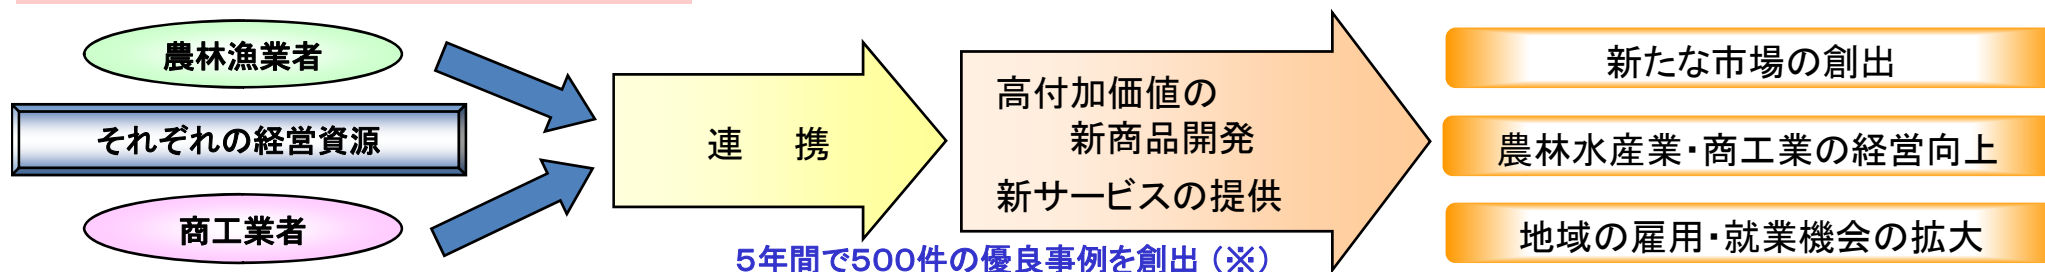 農林漁業者
それぞれの経営資源
商工業者
連　携
高付加価値の
新商品開発
新サービスの提供
5年間で500件の優良事例を創出(※)
新たな市場の創出
農林水産業・商工業の経営向上
地域の雇用・就業機会の拡大